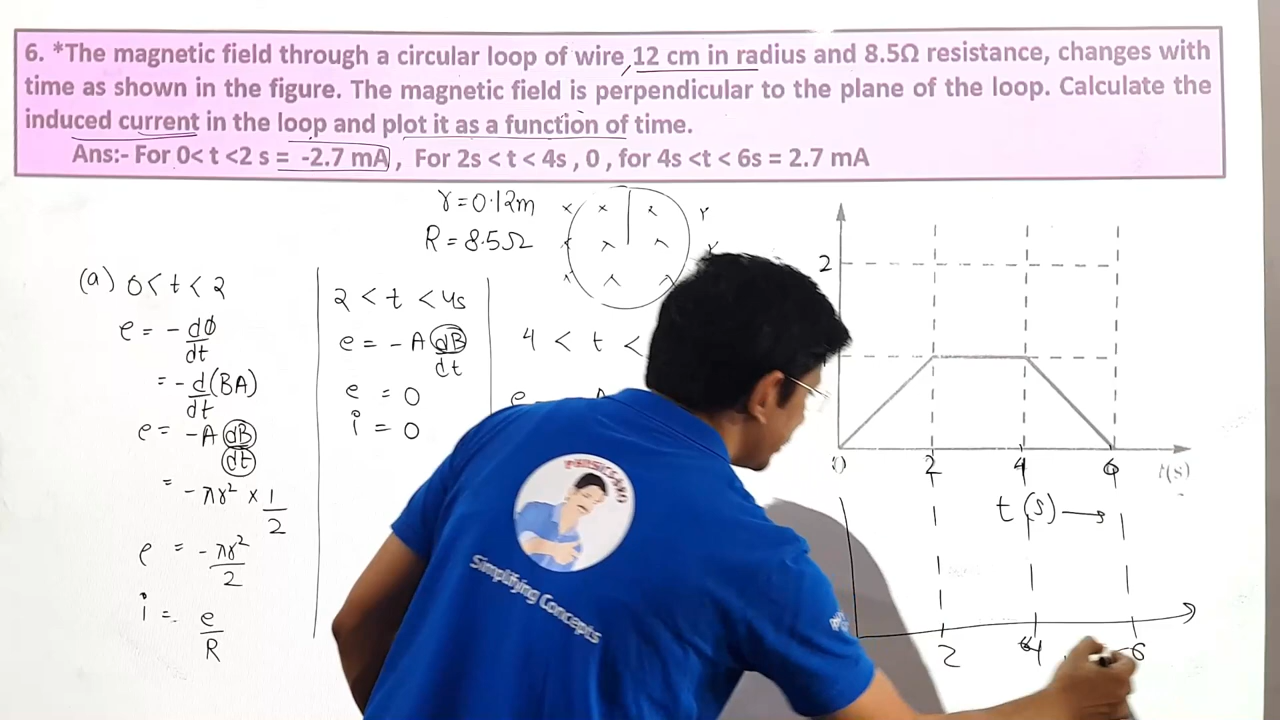 6. *The magnetic field through a circular loop of wire 12 cm in radius and 8.5Ω resistance, changes with
time as shown in the figure. The magnetic field is perpendicular to the plane of the loop. Calculate the
induced current in the loop and plot it as a function of time.
Ans:- For 0< t <2 s = -2.7 mA , For 2s < t < 4s , 0 , for 4s <t < 6s = 2.7 mA
r = 0.12m
R = 8.5Ω
(a) 0 < t < 2
e = - dφ/dt
= - d/dt (BA)
e = - A dB/dt
= - πr² × 1/2
e = - πr²/2
i = e/R
2 < t < 4s
e = - A dB/dt
e = 0
i = 0
4 < t <
e
2
0 2 4 6 t(s)
t (s) →
2 4 6
PHYSICS
Simplifying Concepts